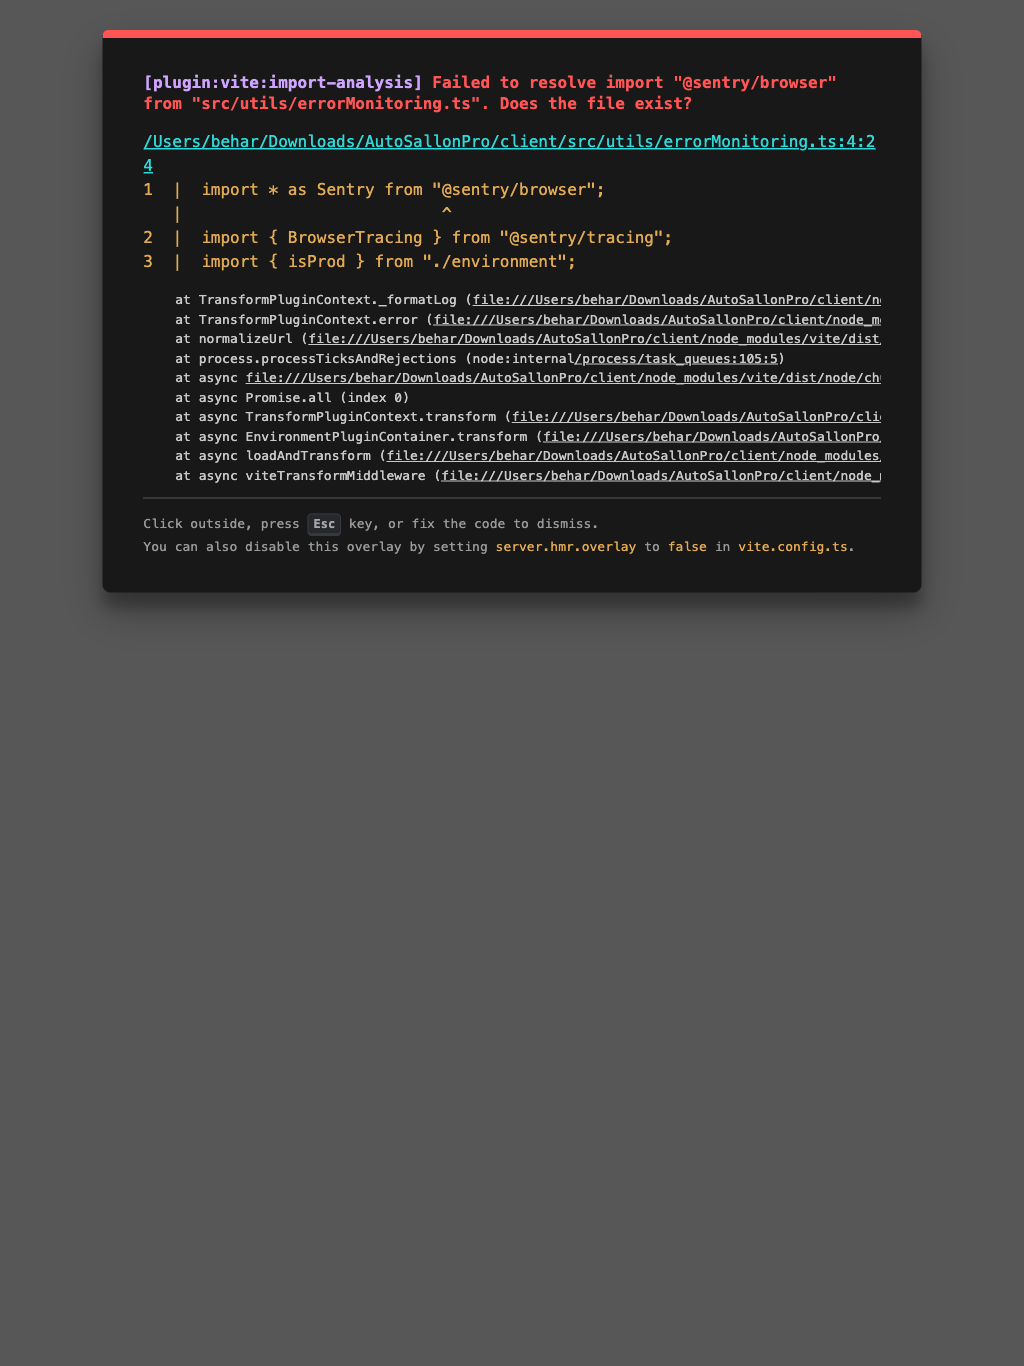 [plugin:vite:import-analysis] Failed to resolve import "@sentry/browser"
from "src/utils/errorMonitoring.ts". Does the file exist?
/Users/behar/Downloads/AutoSallonPro/client/src/utils/errorMonitoring.ts:4:2
4
1  |  import * as Sentry from "@sentry/browser";
   |                           ^
2  |  import { BrowserTracing } from "@sentry/tracing";
3  |  import { isProd } from "./environment";
at TransformPluginContext._formatLog (file:///Users/behar/Downloads/AutoSallonPro/client/n
at TransformPluginContext.error (file:///Users/behar/Downloads/AutoSallonPro/client/node_m
at normalizeUrl (file:///Users/behar/Downloads/AutoSallonPro/client/node_modules/vite/dist/
at process.processTicksAndRejections (node:internal/process/task_queues:105:5)
at async file:///Users/behar/Downloads/AutoSallonPro/client/node_modules/vite/dist/node/ch
at async Promise.all (index 0)
at async TransformPluginContext.transform (file:///Users/behar/Downloads/AutoSallonPro/cli
at async EnvironmentPluginContainer.transform (file:///Users/behar/Downloads/AutoSallonPro
at async loadAndTransform (file:///Users/behar/Downloads/AutoSallonPro/client/node_modules/
at async viteTransformMiddleware (file:///Users/behar/Downloads/AutoSallonPro/client/node_
Click outside, press Esc key, or fix the code to dismiss.
You can also disable this overlay by setting server.hmr.overlay to false in vite.config.ts.